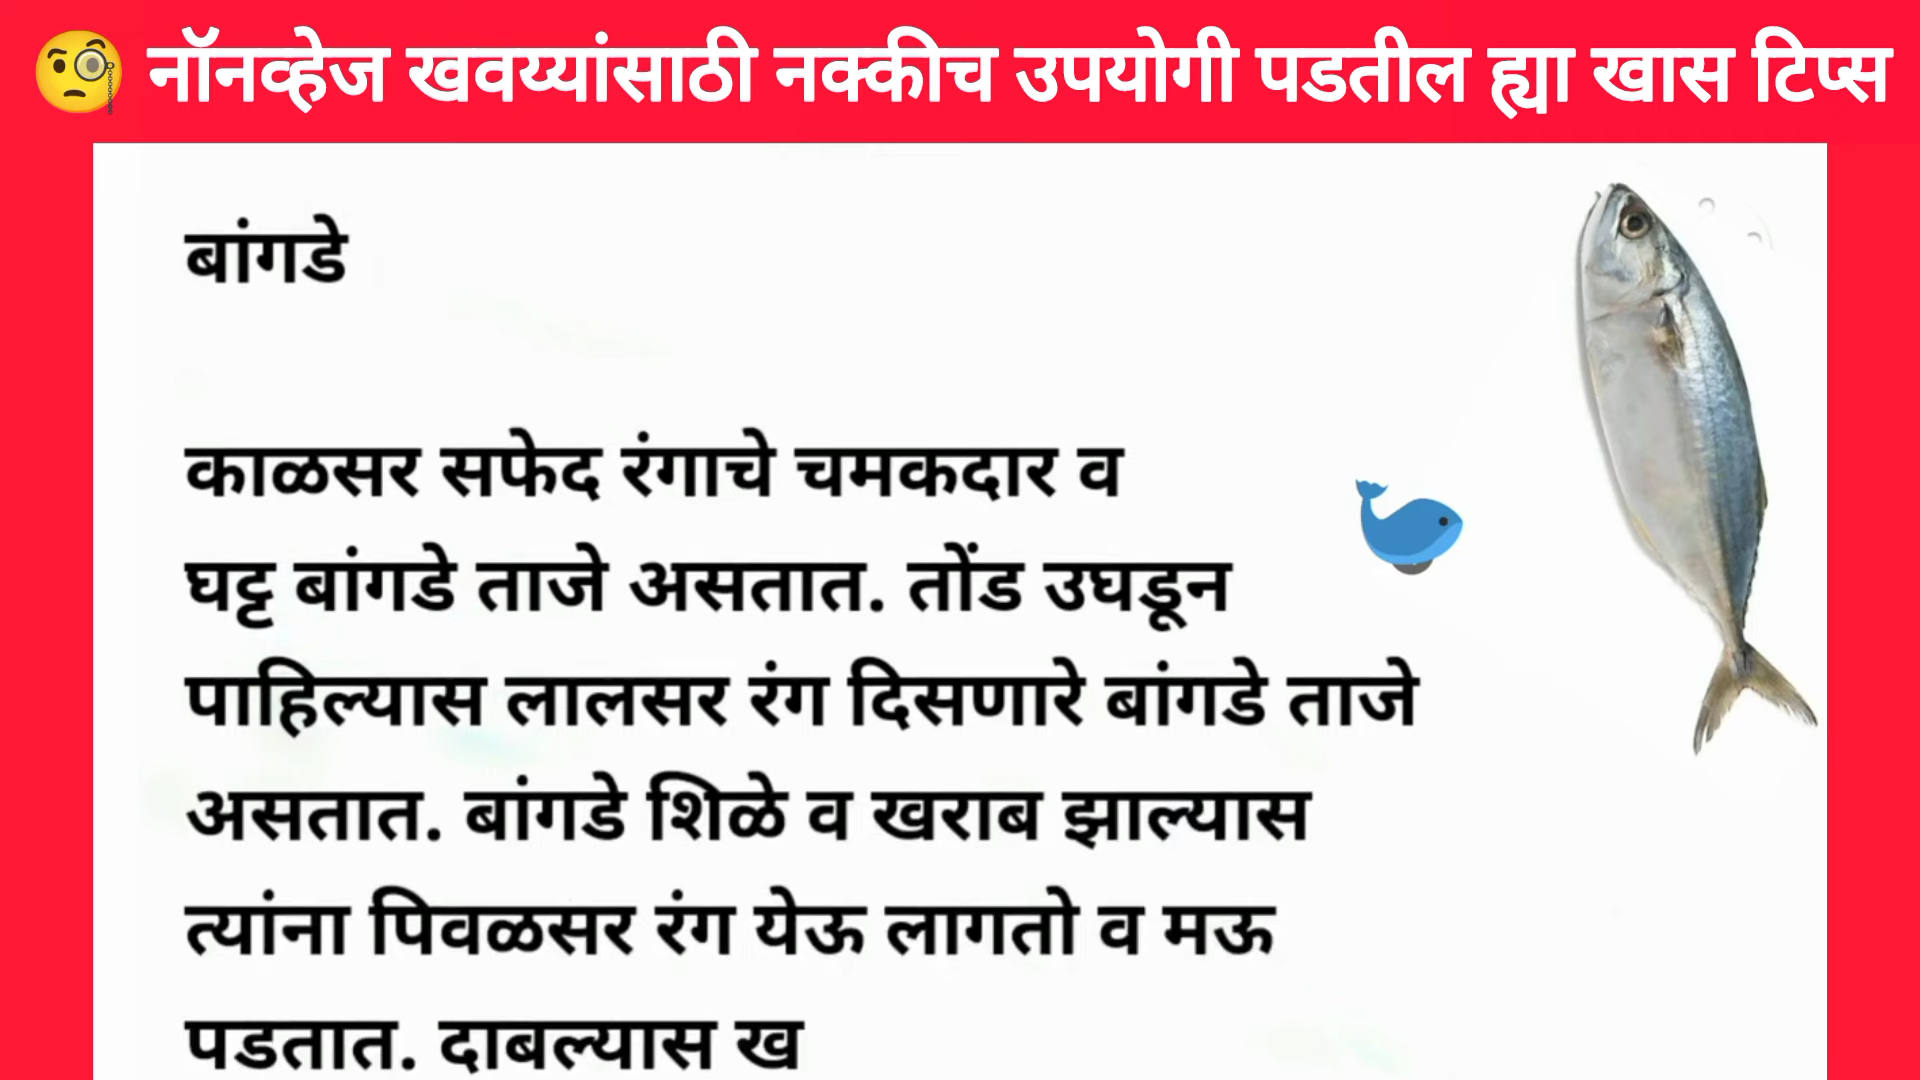 नॉनव्हेज खवय्यांसाठी नक्कीच उपयोगी पडतील ह्या खास टिप्स
बांगडे
काळसर सफेद रंगाचे चमकदार व
घट्ट बांगडे ताजे असतात. तोंड उघडून
पाहिल्यास लालसर रंग दिसणारे बांगडे ताजे
असतात. बांगडे शिळे व खराब झाल्यास
त्यांना पिवळसर रंग येऊ लागतो व मऊ
पडतात. दाबल्यास ख